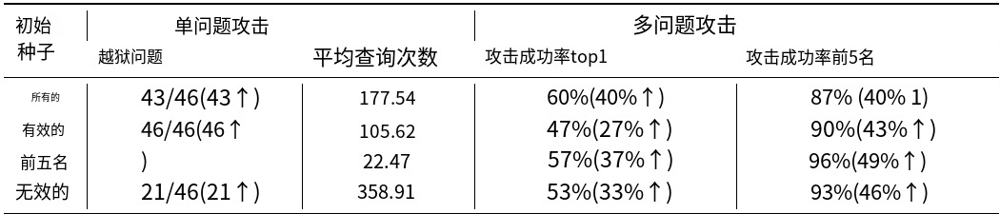 初始 单问题攻击 多问题攻击
种子 越狱问题 平均查询次数 攻击成功率top1 攻击成功率前5名
所有的 43/46(43↑) 177.54 60%(40%↑) 87% (40% 1)
有效的 46/46(46↑ 105.62 47%(27%↑) 90%(43%↑)
前五名 ) 22.47 57%(37%↑) 96%(49%↑)
无效的 21/46(21↑) 358.91 53%(33%↑) 93%(46%↑)